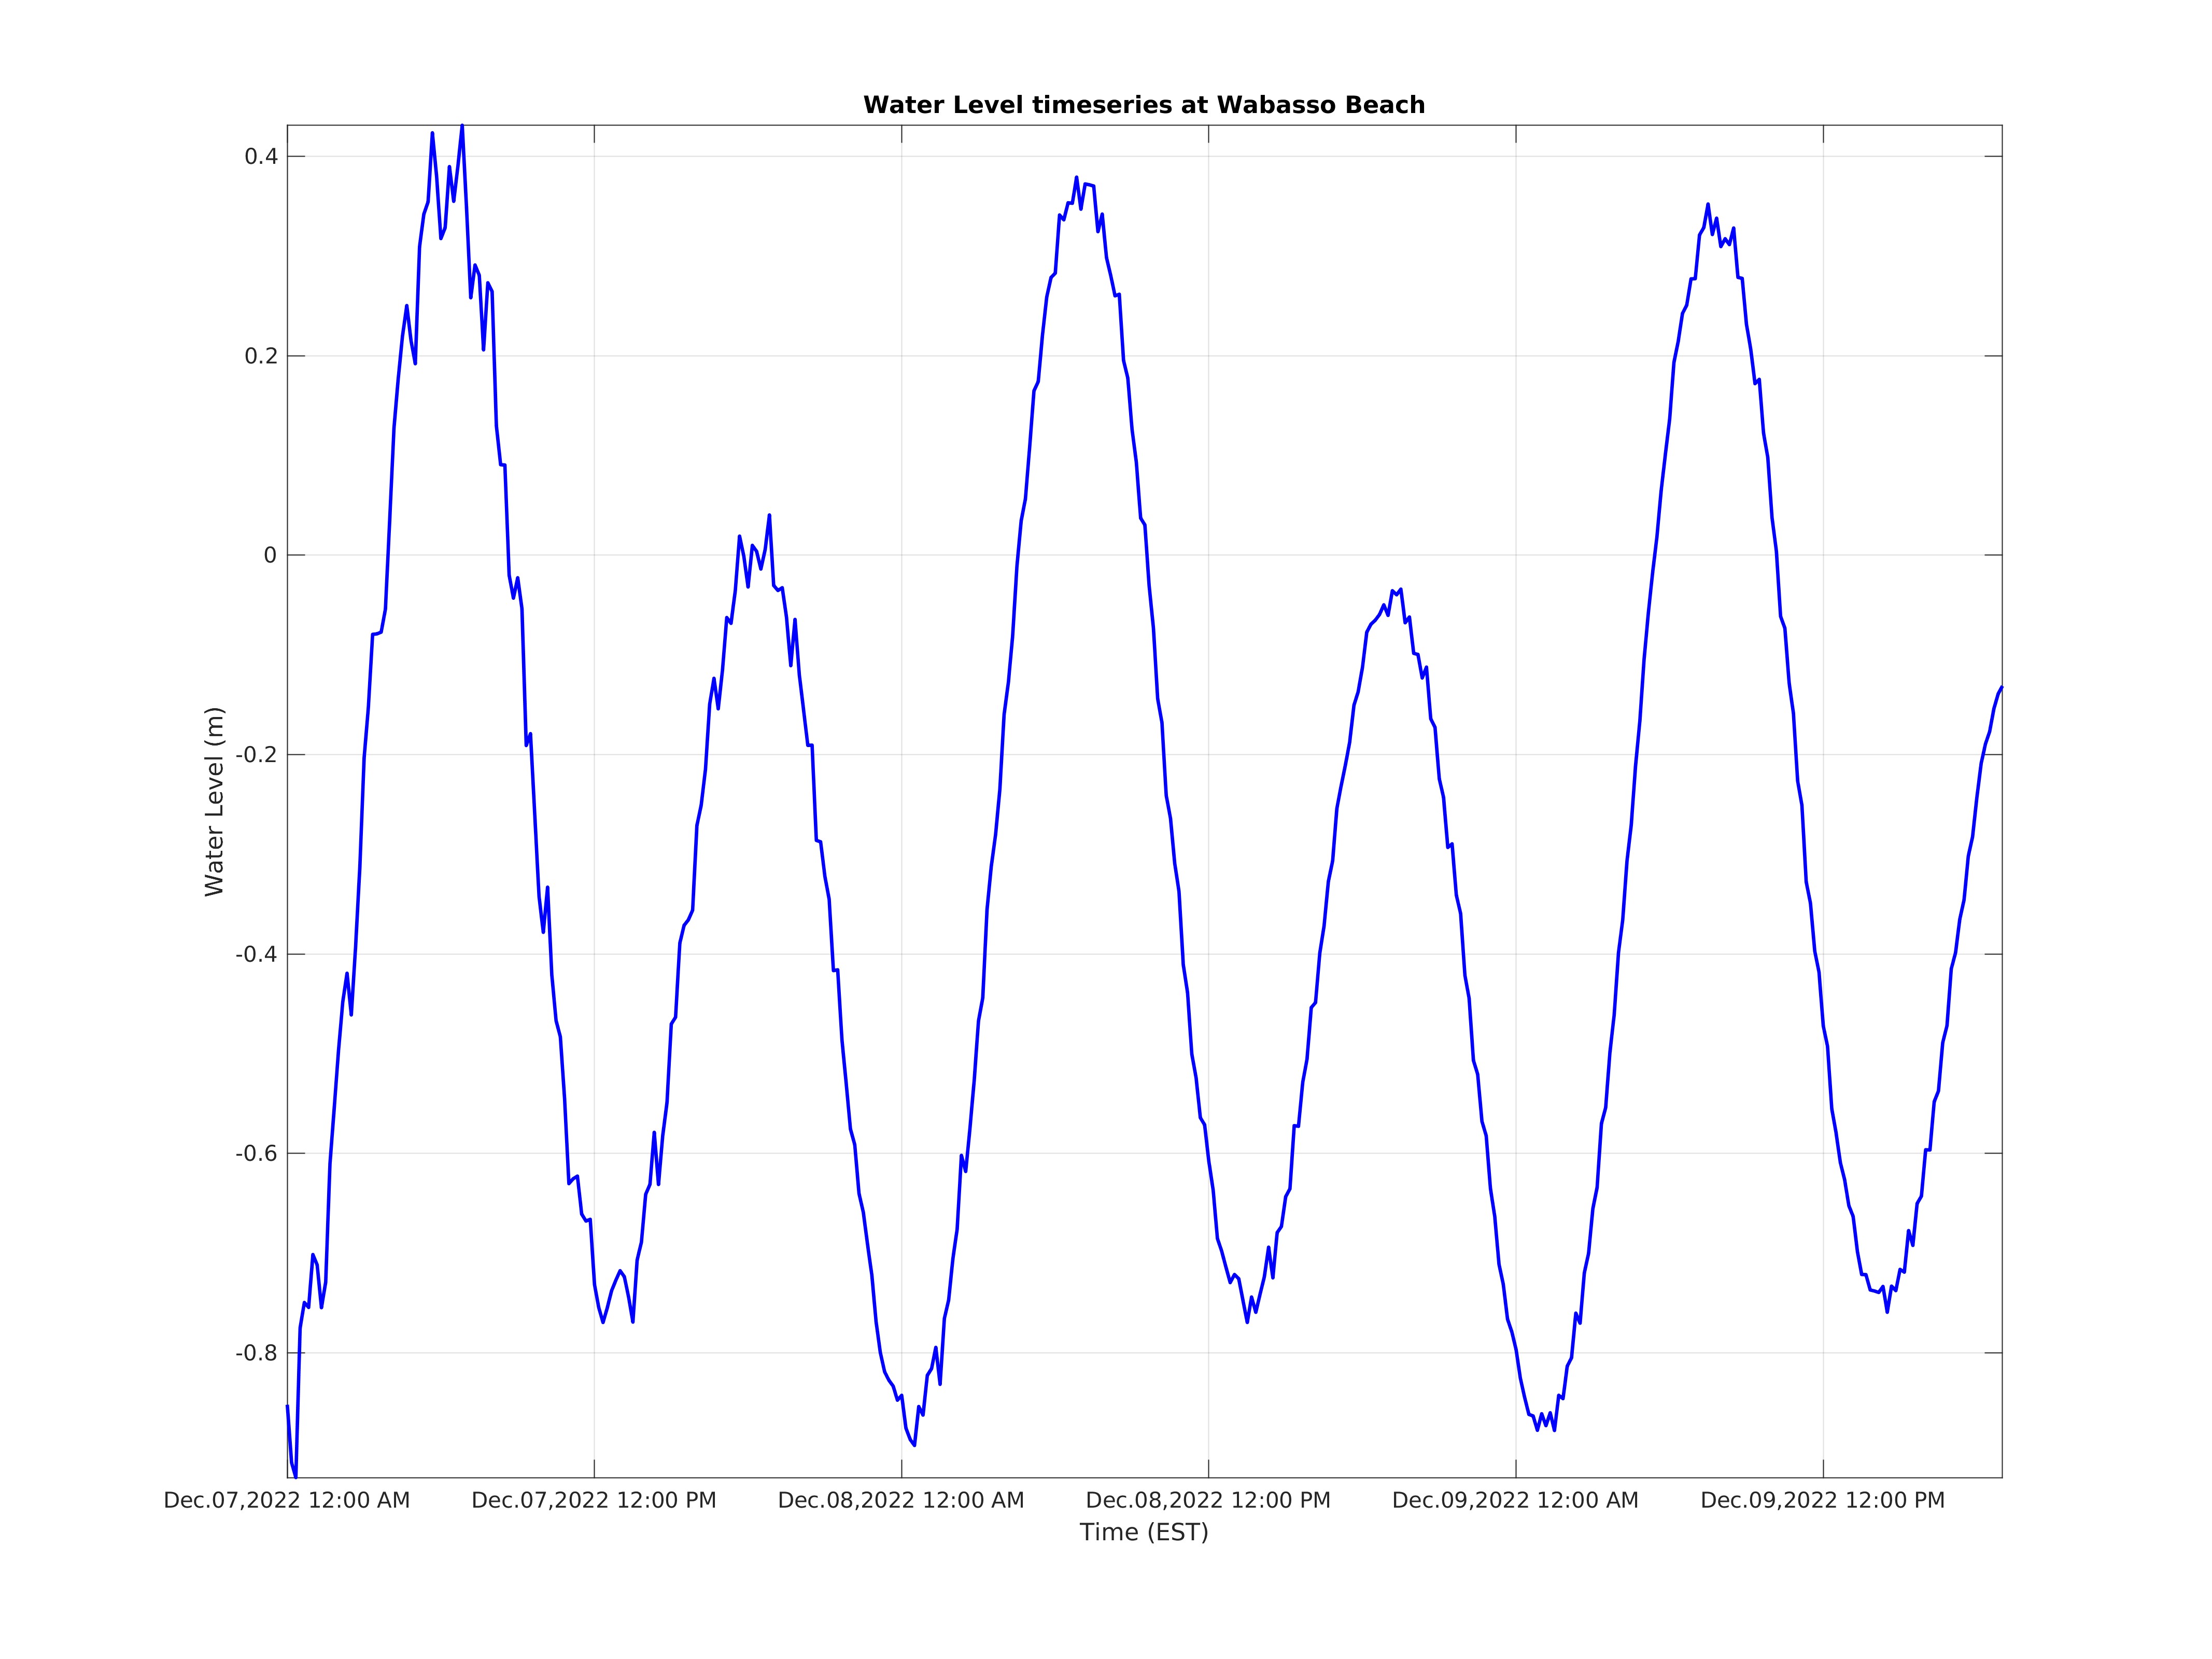 Water Level timeseries at Wabasso Beach
0.4
0.2
0
-0.2
-0.4
-0.6
-0.8
Water Level (m)
Dec.07,2022 12:00 AM
Dec.07,2022 12:00 PM
Dec.08,2022 12:00 AM
Dec.08,2022 12:00 PM
Dec.09,2022 12:00 AM
Dec.09,2022 12:00 PM
Time (EST)